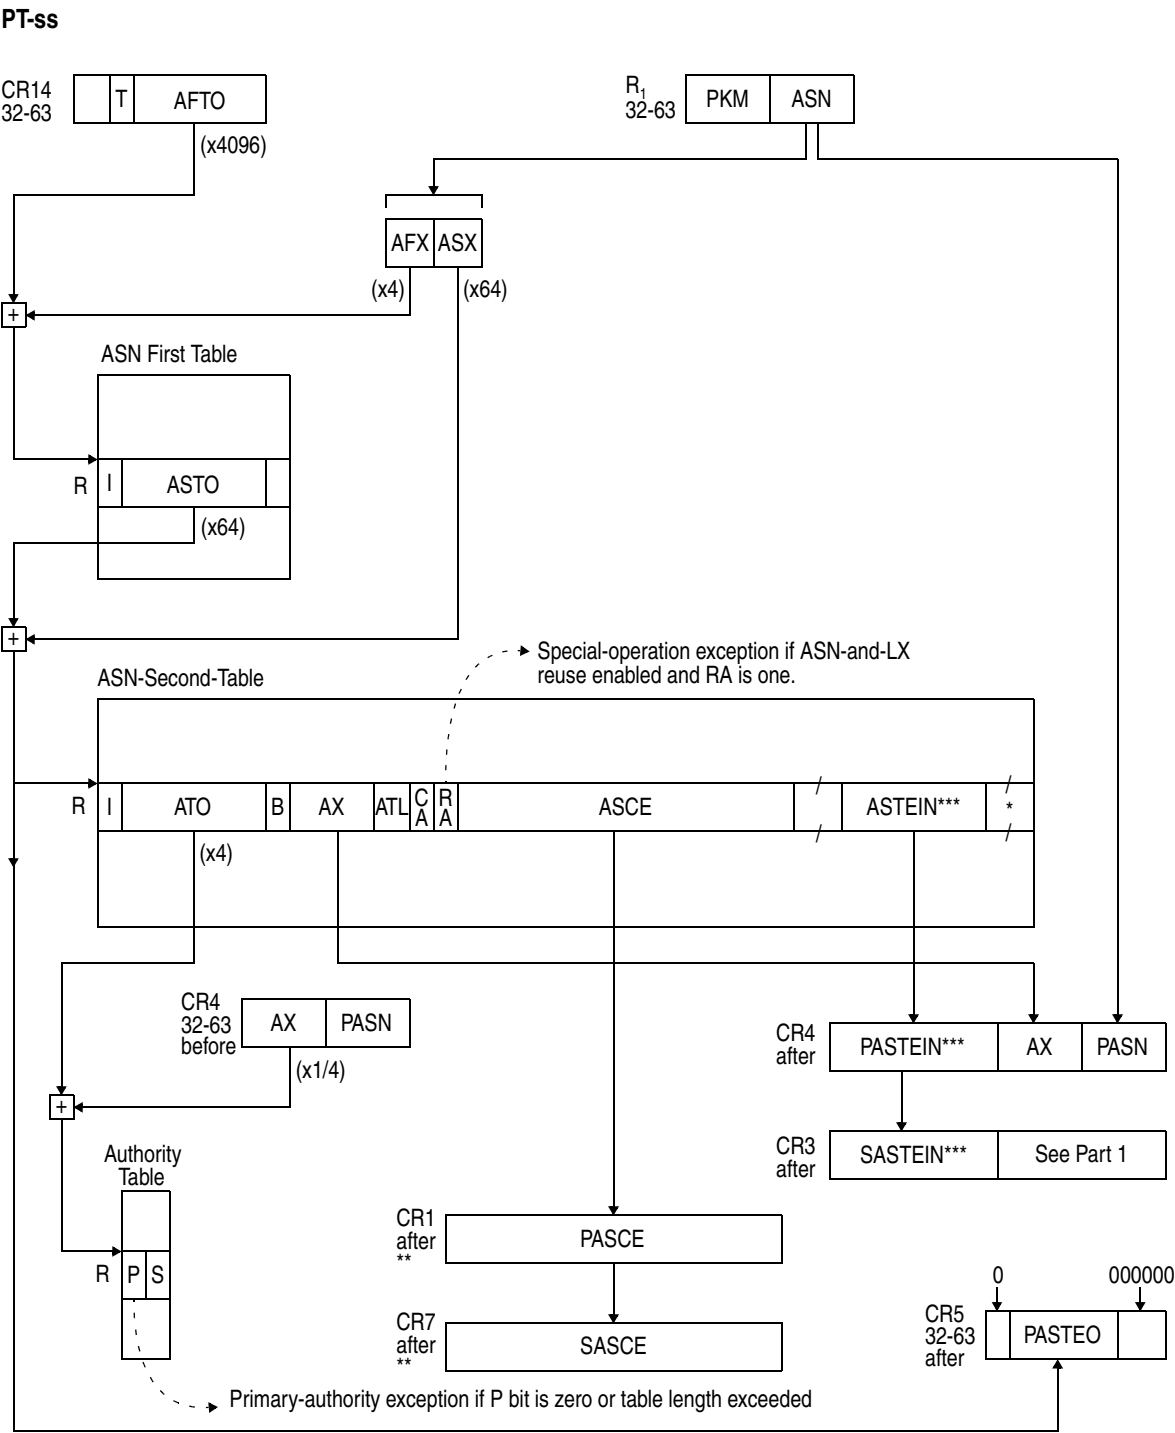 PT-ss
CR14
32-63
T
AFTO
(x4096)
R1
32-63
PKM
ASN
AFX
ASX
(x4)
(x64)
+
ASN First Table
R
I
ASTO
(x64)
+
Special-operation exception if ASN-and-LX
reuse enabled and RA is one.
ASN-Second-Table
R
I
ATO
B
AX
ATL
CA
RA
ASCE
ASTEIN***
*
(x4)
CR4
32-63
before
AX
PASN
(x1/4)
+
CR4
after
PASTEIN***
AX
PASN
Authority
Table
R
P
S
CR3
after
SASTEIN***
See Part 1
CR1
after
**
PASCE
CR7
after
**
SASCE
0
000000
CR5
32-63
after
PASTEO
Primary-authority exception if P bit is zero or table length exceeded